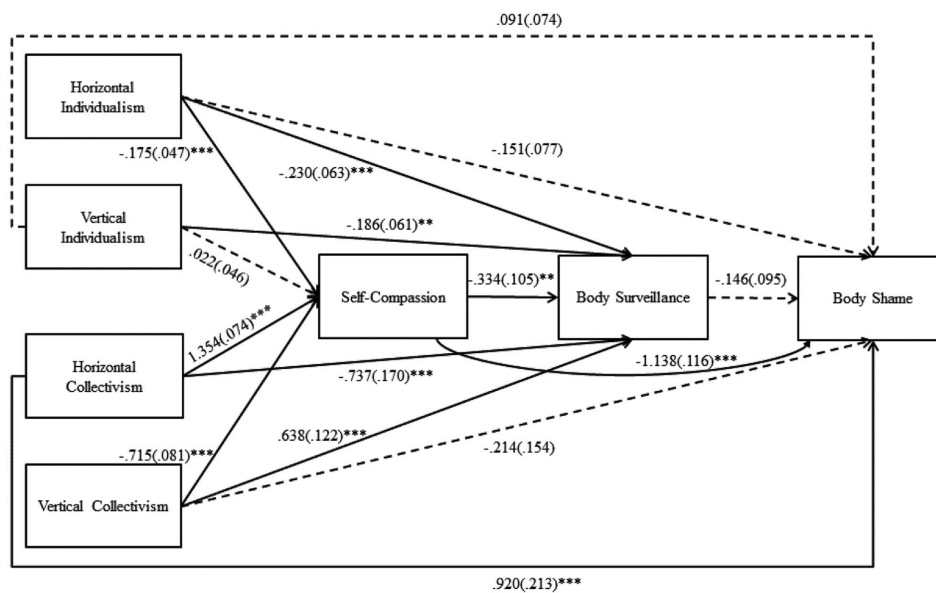 .091(.074)
Horizontal
Individualism
-.151(.077)
-.175(.047)***
-.230(.063)***
Vertical
Individualism
-.186(.061)**
.022(.046)
Self-Compassion
-.334(.105)**
Body Surveillance
-.146(.095)
Body Shame
1.354(.074)***
Horizontal
Collectivism
-.737(.170)***
-1.138(.116)***
-.715(.081)***
.638(.122)***
-.214(.154)
Vertical Collectivism
.920(.213)***